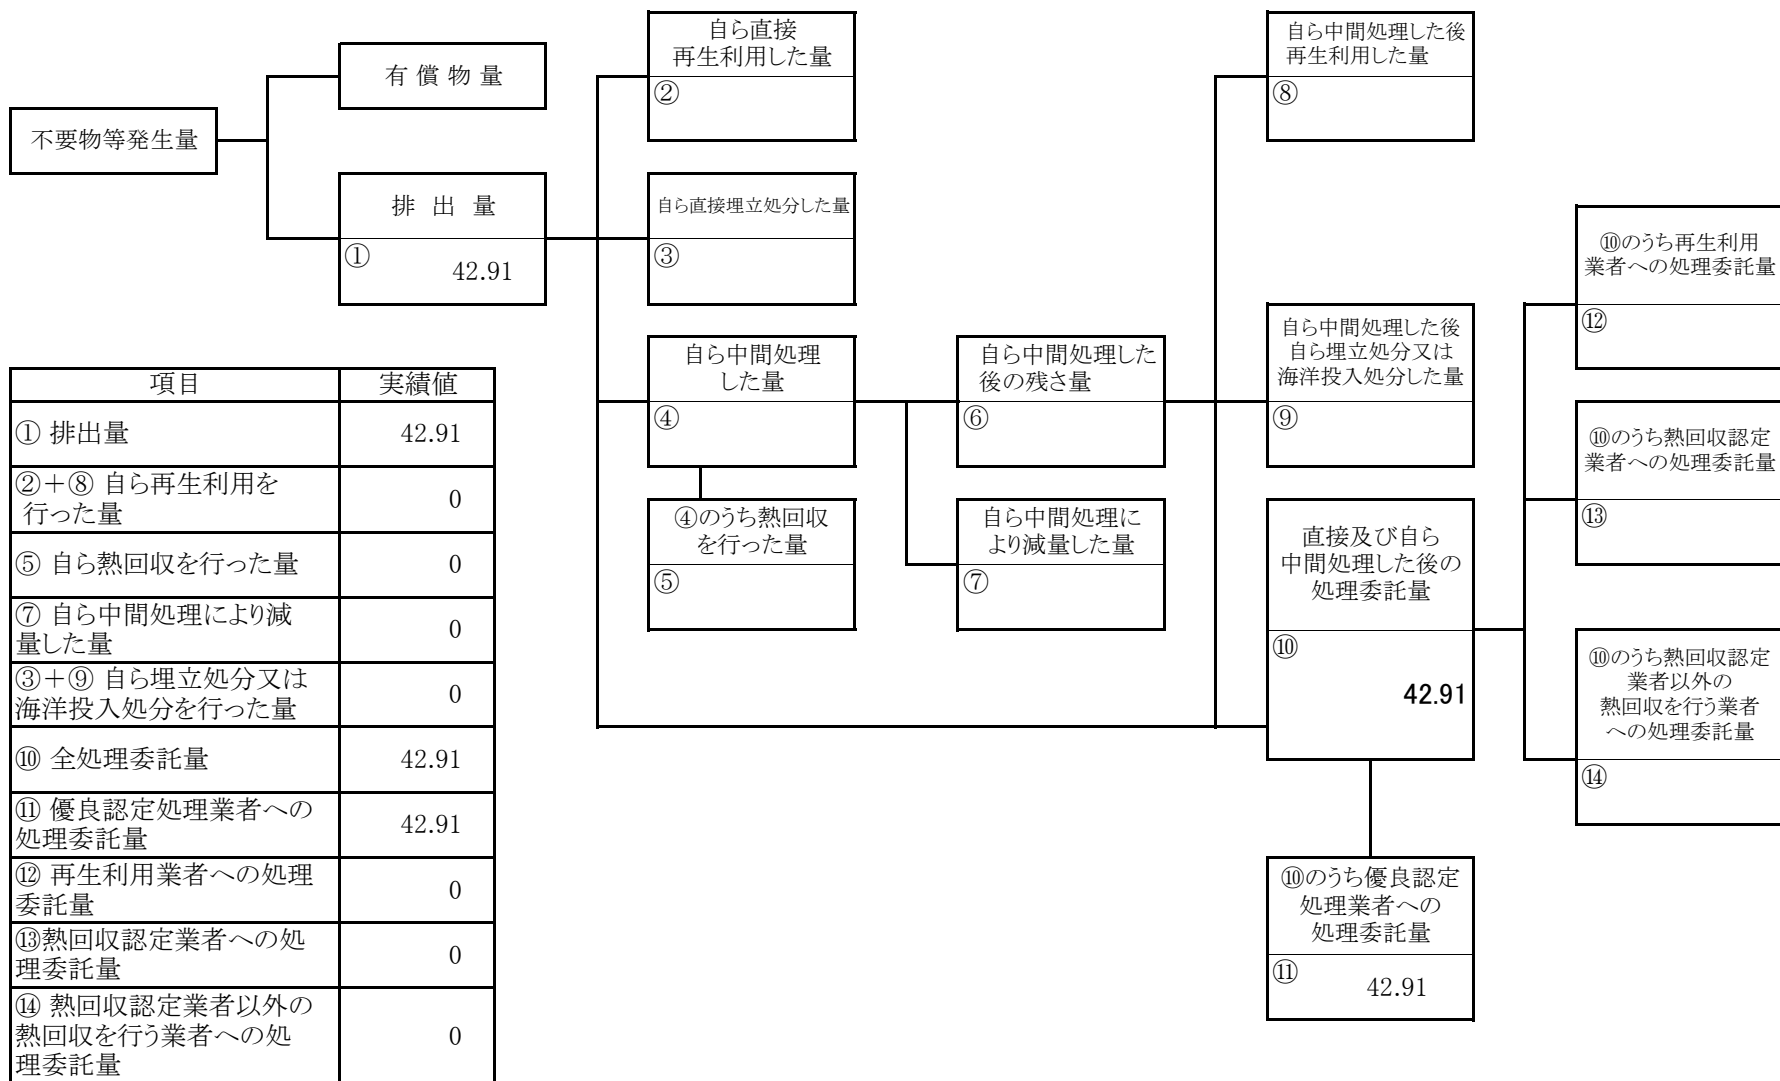 不要物等発生量
有 償 物 量
排 出 量
①
42.91
自ら直接
再生利用した量
②
自ら直接埋立処分した量
③
自ら中間処理
した量
④
④のうち熱回収
を行った量
⑤
自ら中間処理した
後の残さ量
⑥
自ら中間処理に
より減量した量
⑦
自ら中間処理した後
再生利用した量
⑧
自ら中間処理した後
自ら埋立処分又は
海洋投入処分した量
⑨
直接及び自ら
中間処理した後の
処理委託量
⑩
42.91
⑩のうち優良認定
処理業者への
処理委託量
⑪
42.91
⑩のうち再生利用
業者への処理委託量
⑫
⑩のうち熱回収認定
業者への処理委託量
⑬
⑩のうち熱回収認定
業者以外の
熱回収を行う業者
への処理委託量
⑭
項目 実績値
① 排出量 42.91
②＋⑧ 自ら再生利用を
行った量 0
⑤ 自ら熱回収を行った量 0
⑦ 自ら中間処理により減
量した量 0
③＋⑨ 自ら埋立処分又は
海洋投入処分を行った量 0
⑩ 全処理委託量 42.91
⑪ 優良認定処理業者への
処理委託量 42.91
⑫ 再生利用業者への処理
委託量 0
⑬熱回収認定業者への処
理委託量 0
⑭ 熱回収認定業者以外の
熱回収を行う業者への処
理委託量 0